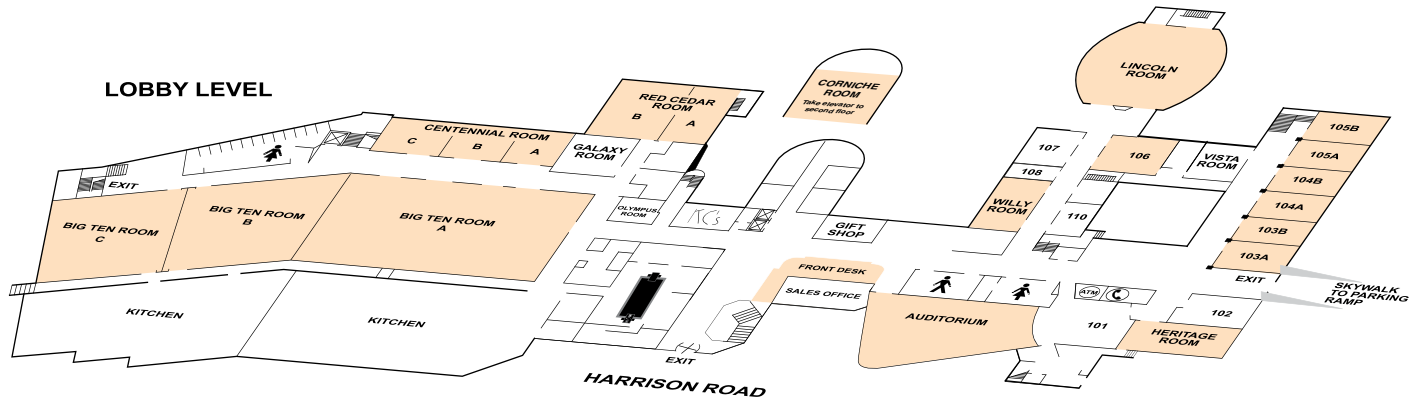 LOBBY LEVEL
LINCOLN
ROOM
CORNICHE
ROOM
Take elevator to
second floor
RED CEDAR
ROOM
B
A
CENTENNIAL ROOM
C
B
A
GALAXY
ROOM
107
108
106
VISTA
ROOM
105B
105A
104B
104A
103B
103A
EXIT
WILLY
ROOM
110
EXIT
BIG TEN ROOM
C
BIG TEN ROOM
B
BIG TEN ROOM
A
OLYMPUS
ROOM
KC's
GIFT
SHOP
FRONT DESK
SALES OFFICE
ATM
SKYWALK
TO PARKING
RAMP
KITCHEN
KITCHEN
AUDITORIUM
101
102
HERITAGE
ROOM
EXIT
HARRISON ROAD